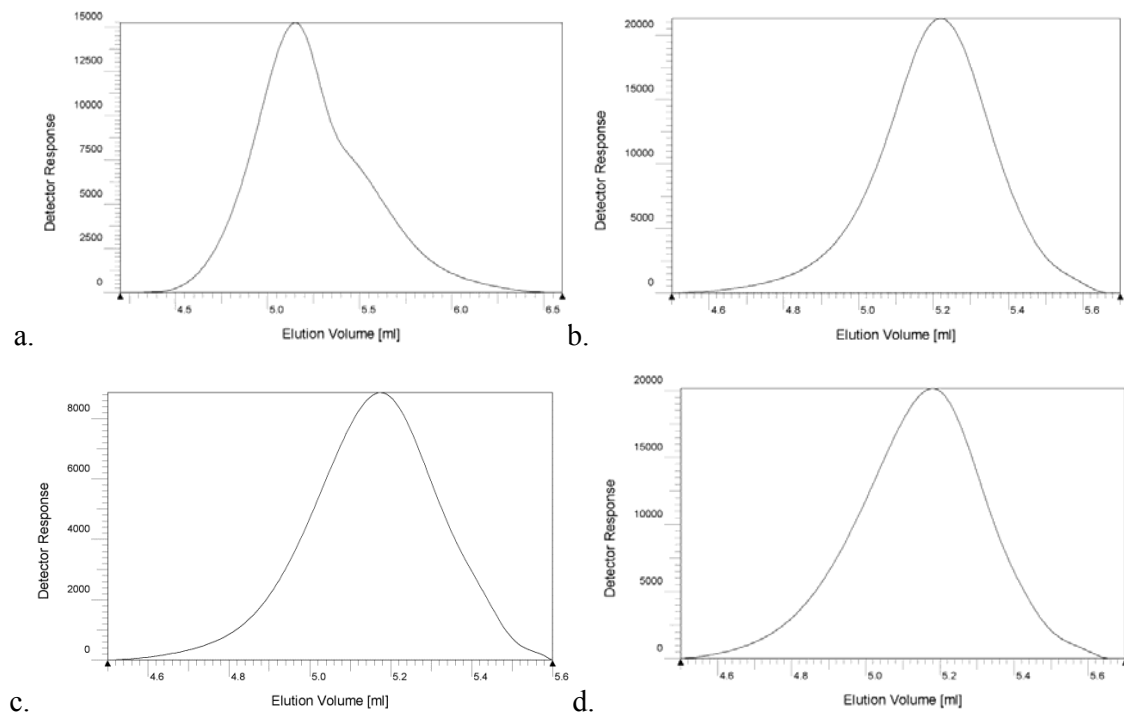 15000
12500
10000
7500
5000
2500
0
Detector Response
4.5 5.0 5.5 6.0 6.5
Elution Volume [ml]
a.
20000
15000
10000
5000
0
Detector Response
4.6 4.8 5.0 5.2 5.4 5.6
Elution Volume [ml]
b.
8000
6000
4000
2000
0
Detector Response
4.6 4.8 5.0 5.2 5.4 5.6
Elution Volume [ml]
c.
20000
15000
10000
5000
0
Detector Response
4.6 4.8 5.0 5.2 5.4 5.6
Elution Volume [ml]
d.